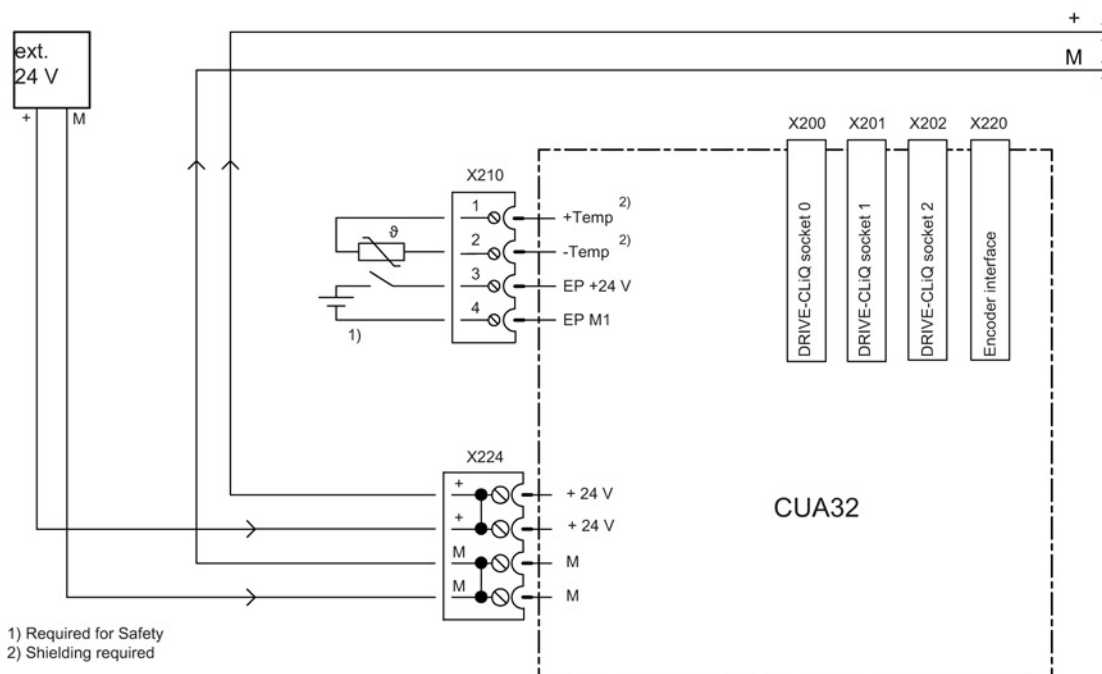 +
M
ext.
24 V
+ M
X200 X201 X202 X220
DRIVE-CLiQ socket 0
DRIVE-CLiQ socket 1
DRIVE-CLiQ socket 2
Encoder interface
X210
1 +Temp 2)
ϑ
2 -Temp 2)
3 EP +24 V
4 EP M1
1)
X224
+ + 24 V
+ + 24 V
M M
M M
CUA32
1) Required for Safety
2) Shielding required